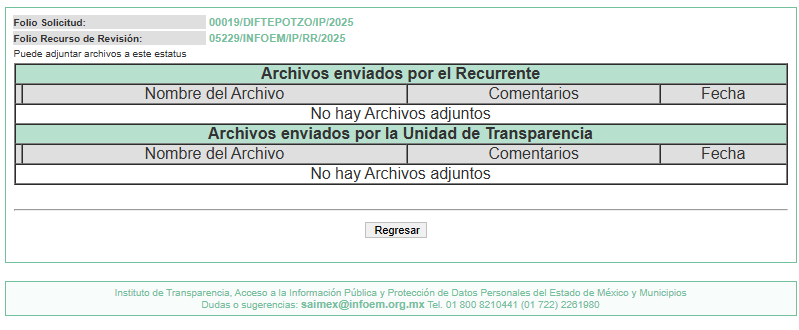 Folio Solicitud: 00019/DIFTEPOTZO/IP/2025
Folio Recurso de Revisión: 05229/INFOEM/IP/RR/2025
Puede adjuntar archivos a este estatus
Archivos enviados por el Recurrente
Nombre del Archivo Comentarios Fecha
No hay Archivos adjuntos
Archivos enviados por la Unidad de Transparencia
Nombre del Archivo Comentarios Fecha
No hay Archivos adjuntos
Regresar
Instituto de Transparencia, Acceso a la Información Pública y Protección de Datos Personales del Estado de México y Municipios
Dudas o sugerencias: saimex@infoem.org.mx Tel. 01 800 8210441 (01 722) 2261980